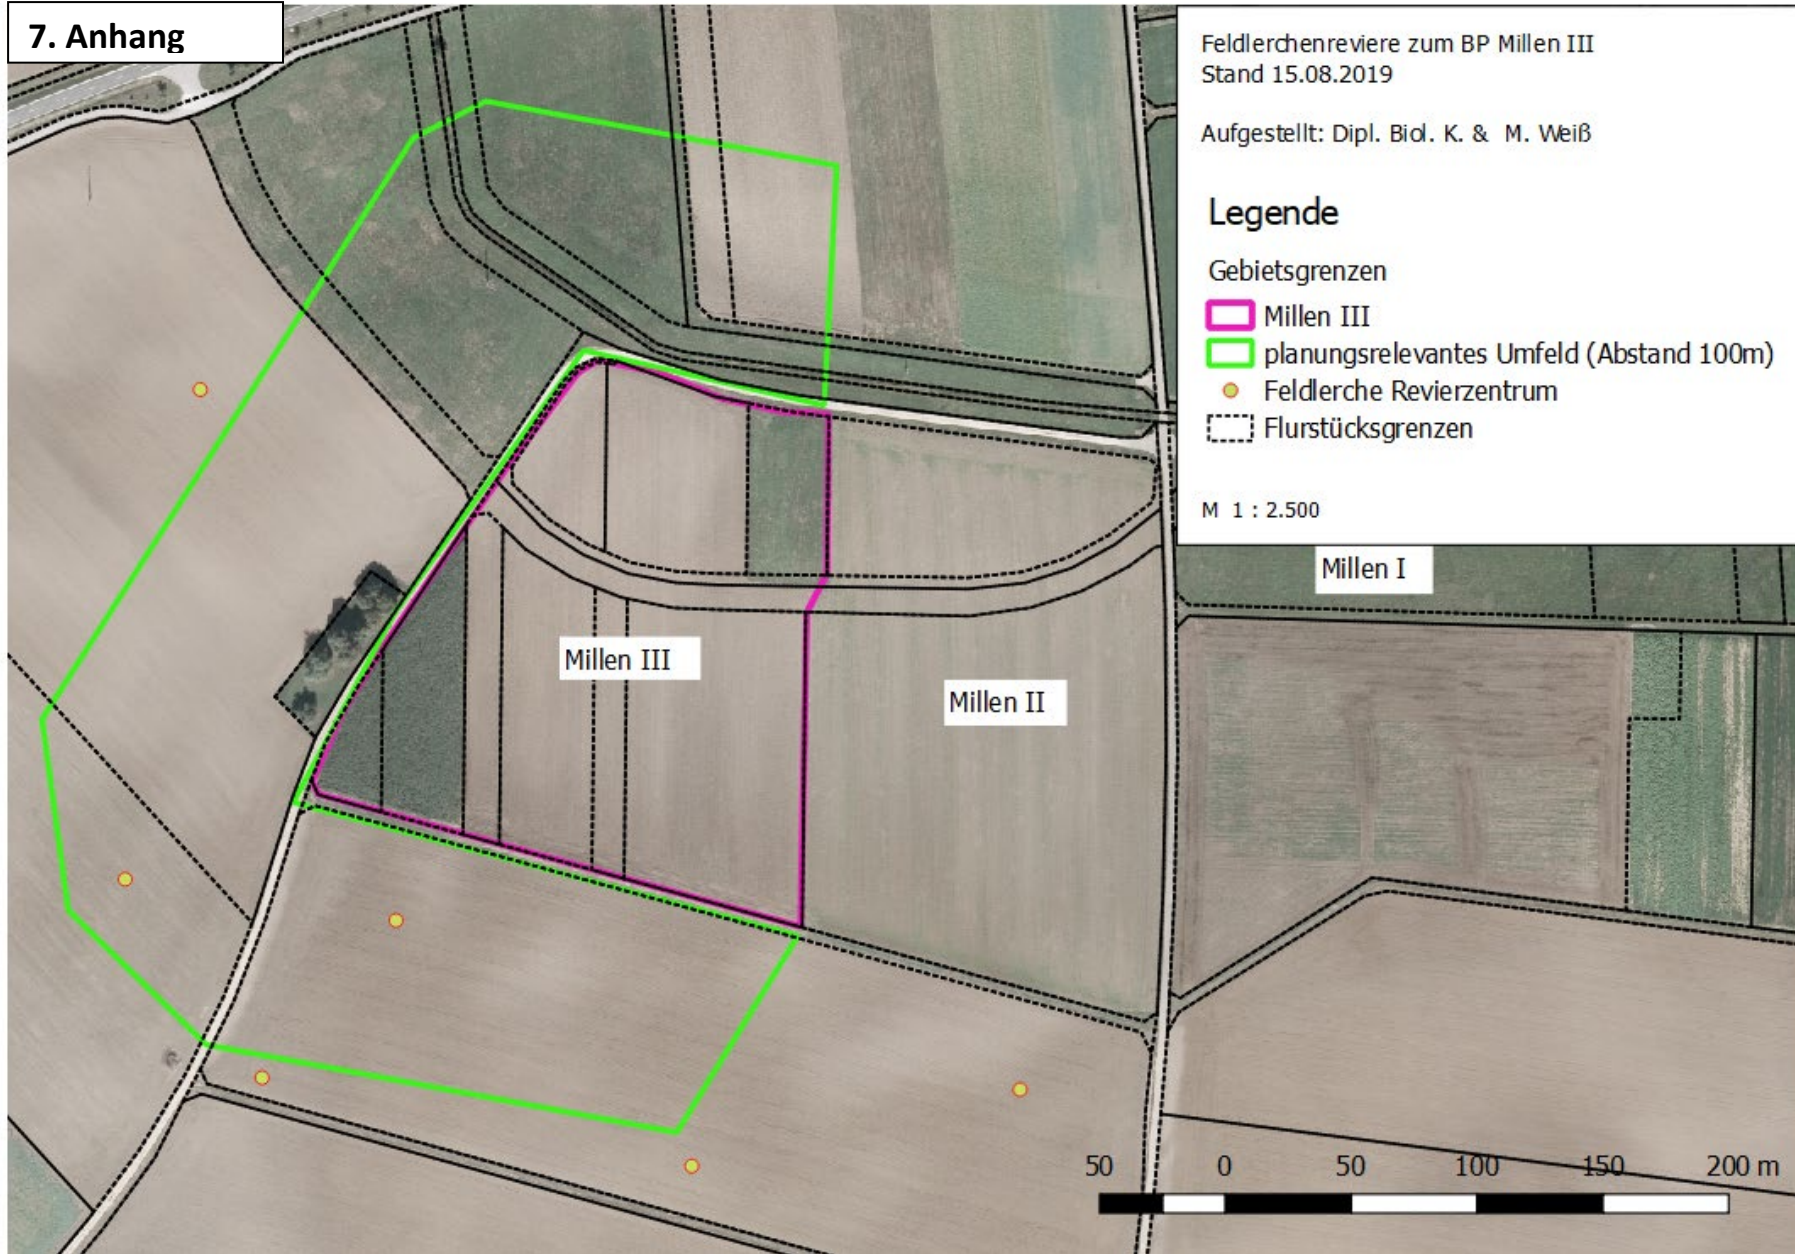 7. Anhang
Feldlerchenreviere zum BP Millen III
Stand 15.08.2019
Aufgestellt: Dipl. Biol. K. & M. Weiß
Legende
Gebietsgrenzen
Millen III
planungsrelevantes Umfeld (Abstand 100m)
Feldlerche Revierzentrum
Flurstücksgrenzen
M 1 : 2.500
Millen I
Millen III
Millen II
50 0 50 100 150 200 m